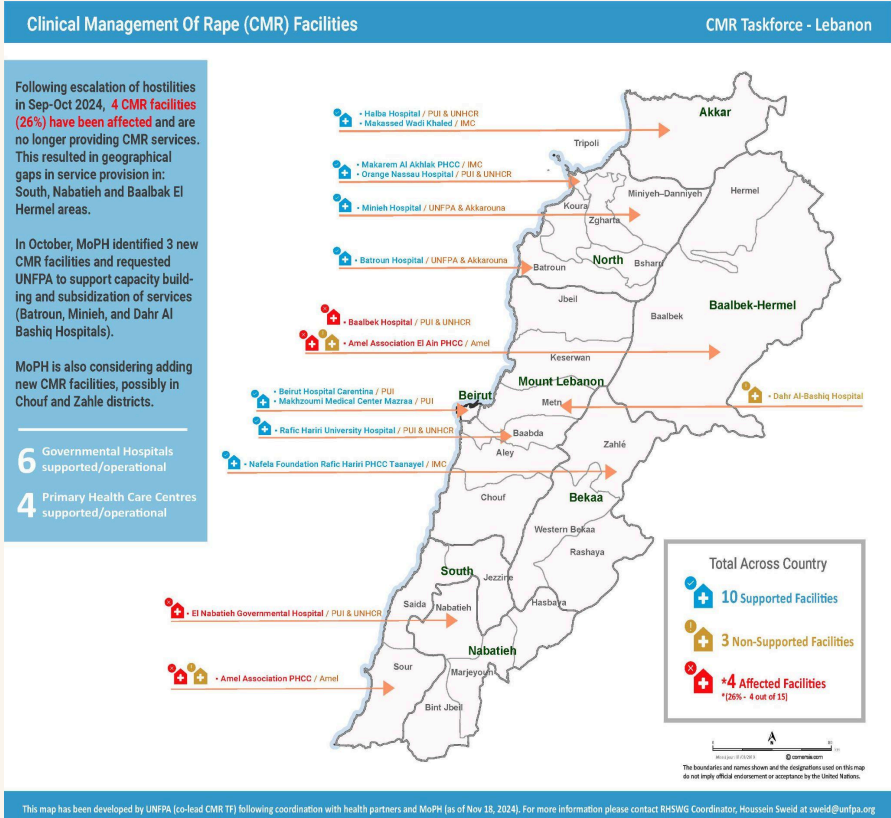 Clinical Management Of Rape (CMR) Facilities
CMR Taskforce - Lebanon
Following escalation of hostilities
in Sep-Oct 2024, 4 CMR facilities
(26%) have been affected and are
no longer providing CMR services.
This resulted in geographical
gaps in service provision in:
South, Nabatieh and Baalbak El
Hermel areas.
In October, MoPH identified 3 new
CMR facilities and requested
UNFPA to support capacity build-
ing and subsidization of services
(Batroun, Minieh, and Dahr Al
Bashiq Hospitals).
MoPH is also considering adding
new CMR facilities, possibly in
Chouf and Zahle districts.
6 Governmental Hospitals
supported/operational
4 Primary Health Care Centres
supported/operational
• Halba Hospital / PUI & UNHCR
• Makassed Wadi Khaled / IMC
• Makarem Al Akhlak PHCC / IMC
• Orange Nassau Hospital / PUI & UNHCR
• Minieh Hospital / UNFPA & Akkarouna
• Batroun Hospital / UNFPA & Akkarouna
• Baalbek Hospital / PUI & UNHCR
• Amel Association El Ain PHCC / Amel
• Beirut Hospital Carentina / PUI
• Makhzoumi Medical Center Mazraa / PUI
• Dahr Al-Bashiq Hospital
• Rafic Hariri University Hospital / PUI & UNHCR
• Nafela Foundation Rafic Hariri PHCC Taanayel / IMC
• El Nabatieh Governmental Hospital / PUI & UNHCR
• Amel Association PHCC / Amel
Akkar
Tripoli
Miniyeh–Danniyeh
Hermel
Koura
Zgharta
North
Bsharri
Batroun
Jbeil
Baalbek-Hermel
Baalbek
Keserwan
Mount Lebanon
Beirut
Metn
Baabda
Zahlé
Aley
Chouf
Bekaa
Western Bekaa
Rashaya
South
Jezzine
Saida
Nabatieh
Hasbaya
Nabatieh
Sour
Marjeyoun
Bint Jbeil
Total Across Country
10 Supported Facilities
3 Non-Supported Facilities
*4 Affected Facilities
*(26% - 4 out of 15)
The boundaries and names shown and the designations used on this map
do not imply official endorsement or acceptance by the United Nations.
This map has been developed by UNFPA (co-lead CMR TF) following coordination with health partners and MoPH (as of Nov 18, 2024). For more information please contact RHSWG Coordinator, Houssein Sweid at sweid@unfpa.org